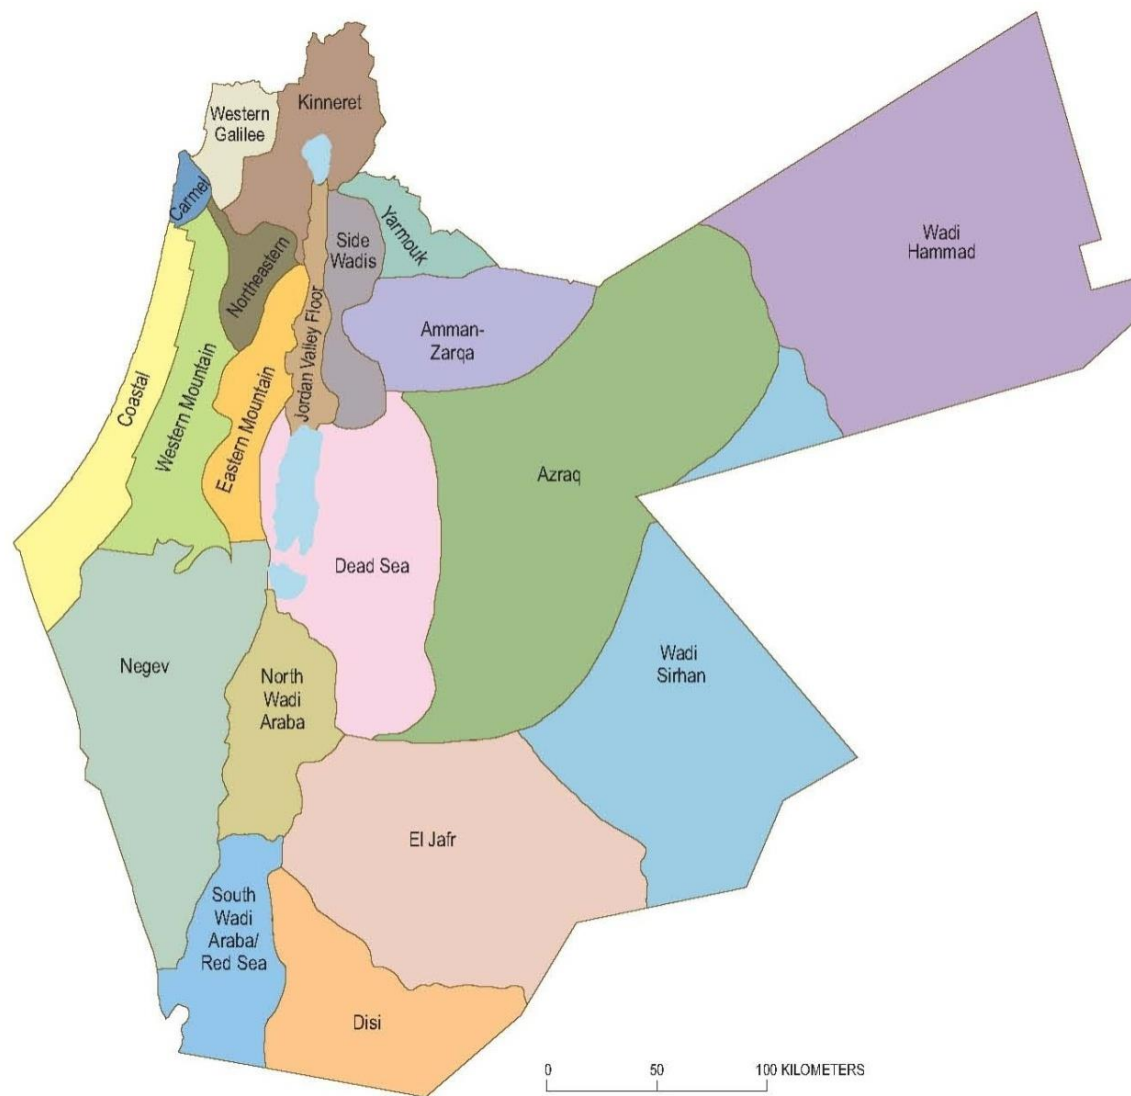 Kinneret
Western
Galilee
Carmel
Northeastern
Side
Wadis
Yarmouk
Wadi
Hammad
Amman-
Zarqa
Jordan Valley Floor
Coastal
Western Mountain
Eastern Mountain
Azraq
Dead Sea
Negev
North
Wadi
Araba
Wadi
Sirhan
El Jafr
South
Wadi
Araba/
Red Sea
Disi
0 50 100 KILOMETERS